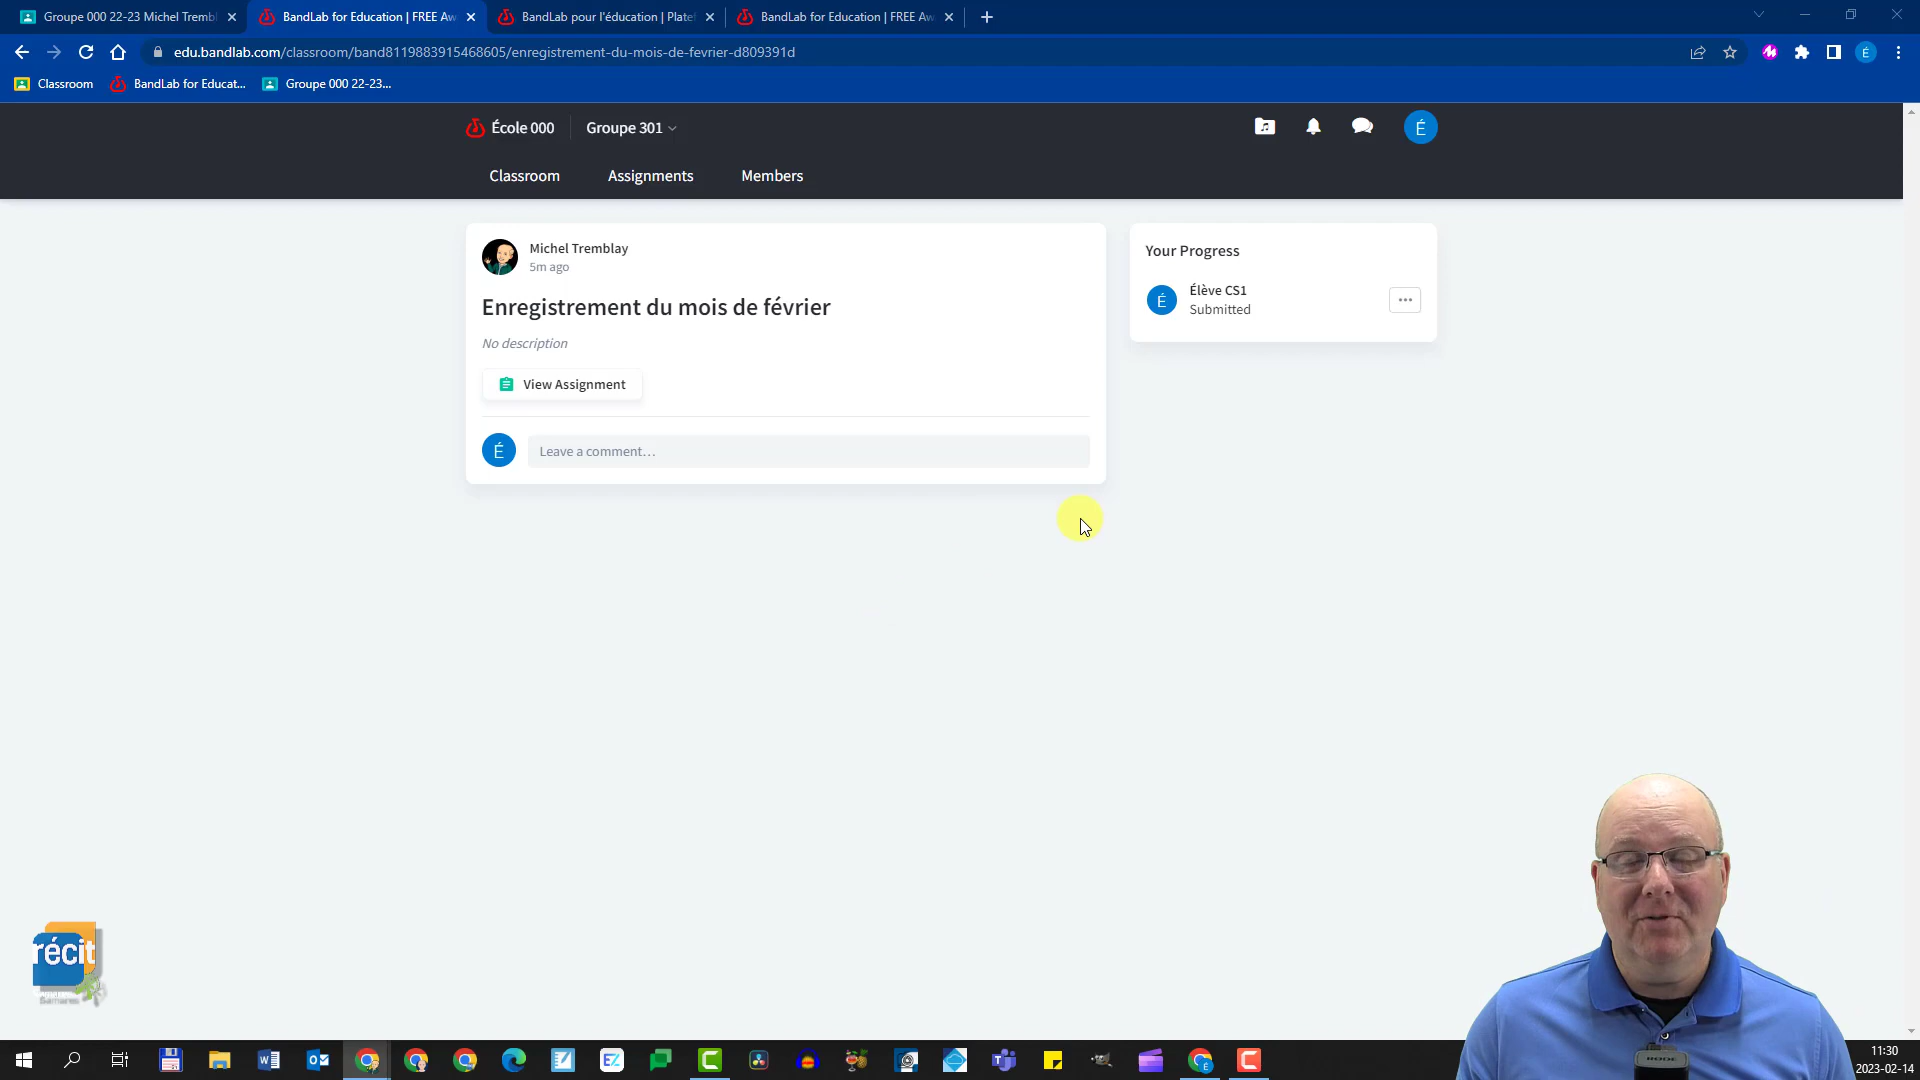 Groupe 000 22-23 Michel Trembl
BandLab for Education | FREE Aw
BandLab pour l'éducation | Platef
BandLab for Education | FREE Aw
edu.bandlab.com/classroom/band8119883915468605/enregistrement-du-mois-de-fevrier-d809391d
É
Classroom
BandLab for Educat...
Groupe 000 22-23...
École 000
Groupe 301
É
Classroom
Assignments
Members
Michel Tremblay
5m ago
Enregistrement du mois de février
No description
View Assignment
É
Leave a comment...
Your Progress
É
Élève CS1
Submitted
récit
RODE
EZ
11:30
2023-02-14